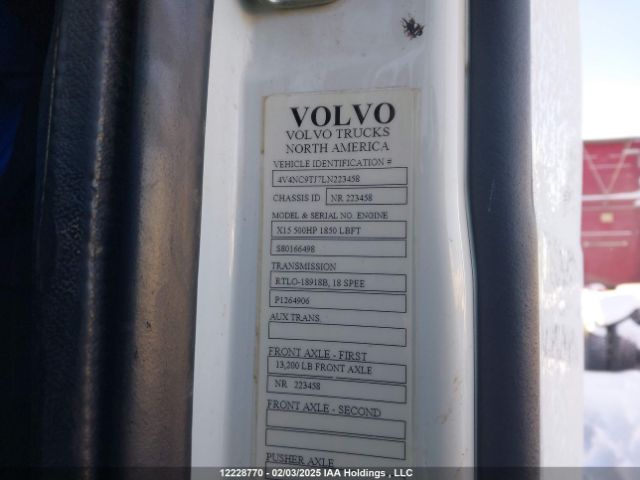 VOLVO
VOLVO TRUCKS
NORTH AMERICA
VEHICLE IDENTIFICATION #
4V4NC9TJ7LN223458
CHASSIS ID NR 223458
MODEL & SERIAL NO. ENGINE
X15 500HP 1850 LBFT
S80166498
TRANSMISSION
RTLO-18918B, 18 SPEE
P1264906
AUX TRANS.
FRONT AXLE - FIRST
13,200 LB FRONT AXLE
NR 223458
FRONT AXLE - SECOND
PUSHER AXLE
12228770 - 02/03/2025 IAA Holdings , LLC